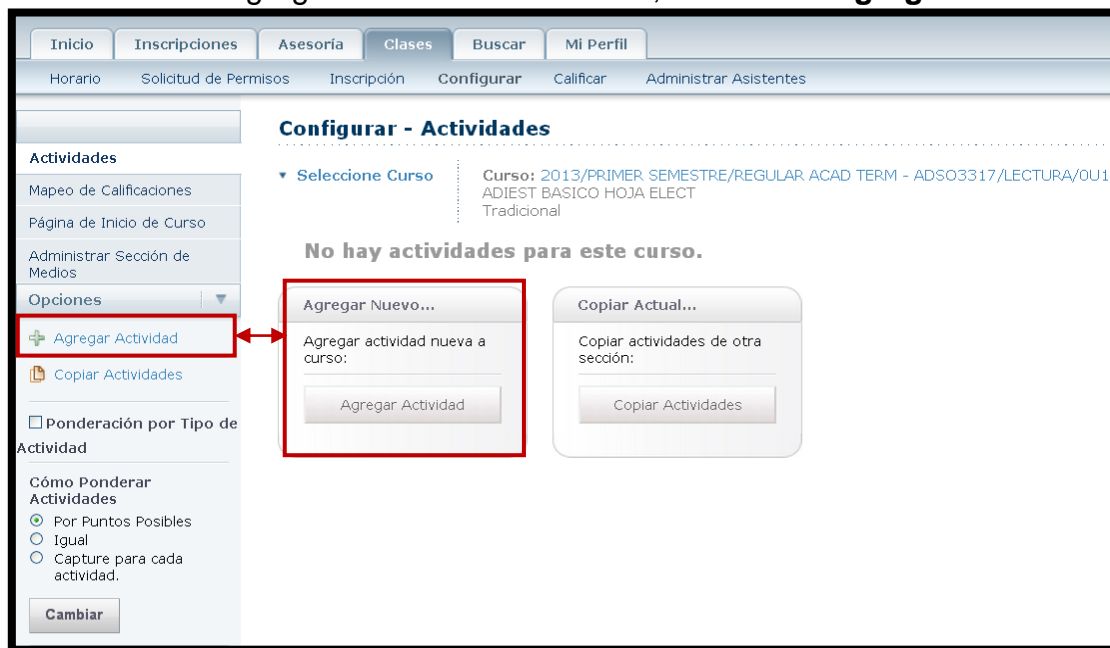 Inicio Inscripciones Asesoría Clases Buscar Mi Perfil
Horario Solicitud de Permisos Inscripción Configurar Calificar Administrar Asistentes
Configurar - Actividades
Actividades
Mapeo de Calificaciones
Página de Inicio de Curso
Administrar Sección de
Medios
Opciones
Agregar Actividad
Copiar Actividades
Ponderación por Tipo de
Actividad
Cómo Ponderar
Actividades
Por Puntos Posibles
Igual
Capture para cada
actividad.
Cambiar
Seleccione Curso
Curso: 2013/PRIMER SEMESTRE/REGULAR ACAD TERM - ADSO3317/LECTURA/0U1
ADIEST BASICO HOJA ELECT
Tradicional
No hay actividades para este curso.
Agregar Nuevo...
Agregar actividad nueva a
curso:
Agregar Actividad
Copiar Actual...
Copiar actividades de otra
sección:
Copiar Actividades